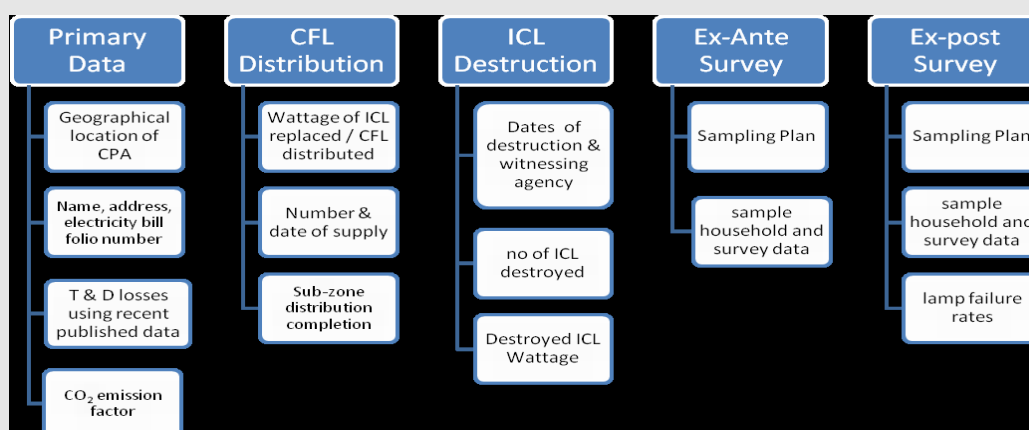 Primary
Data
Geographical
location of
CPA
Name, address,
electricity bill
folio number
T & D losses
using recent
published data
CO₂ emission
factor
CFL
Distribution
Wattage of ICL
replaced / CFL
distributed
Number &
date of supply
Sub-zone
distribution
completion
ICL
Destruction
Dates of
destruction &
witnessing
agency
no of ICL
destroyed
Destroyed ICL
Wattage
Ex-Ante
Survey
Sampling Plan
sample
household and
survey data
Ex-post
Survey
Sampling Plan
sample
household and
survey data
lamp failure
rates